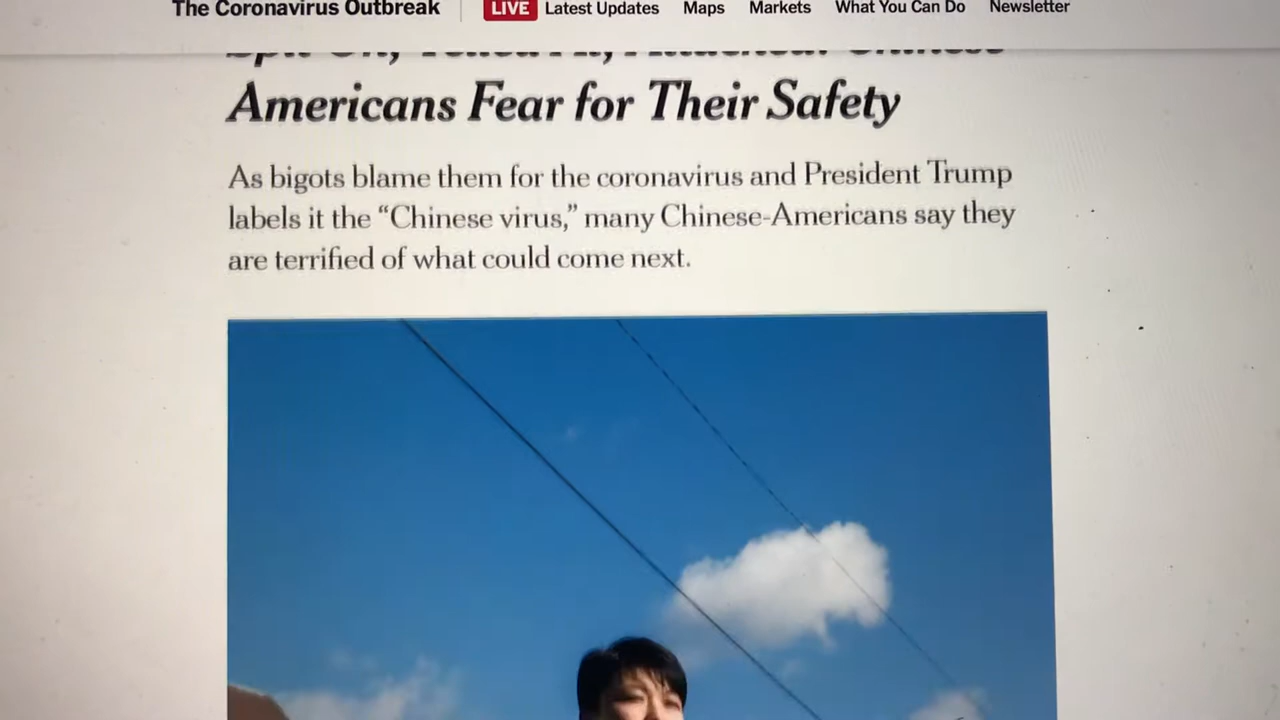 The Coronavirus Outbreak
LIVE Latest Updates Maps Markets What You Can Do Newsletter
Americans Fear for Their Safety
As bigots blame them for the coronavirus and President Trump
labels it the “Chinese virus,” many Chinese-Americans say they
are terrified of what could come next.